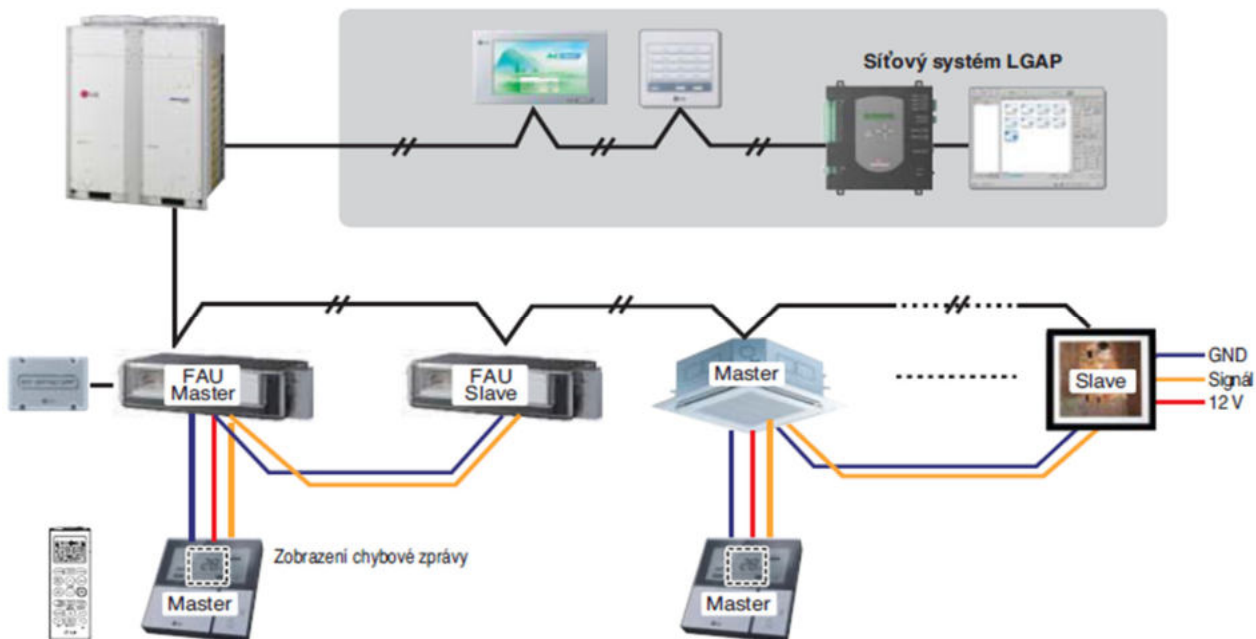 Síťový systém LGAP
FAU
Master
FAU
Slave
Master
Slave
GND
Signál
12 V
Zobrazení chybové zprávy
Master
Master